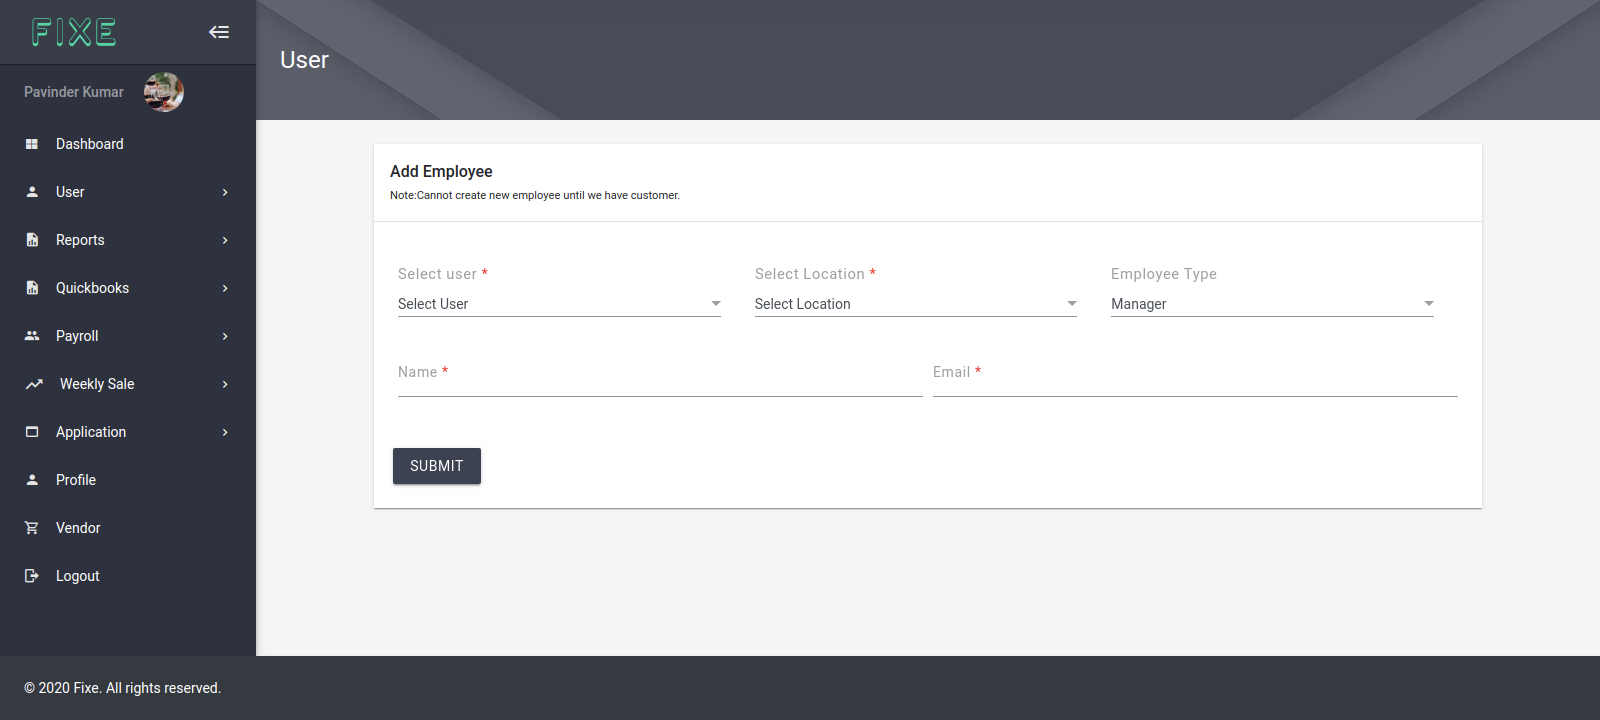 FIXE
Pavinder Kumar
Dashboard
User
Reports
Quickbooks
Payroll
Weekly Sale
Application
Profile
Vendor
Logout
User
Add Employee
Note:Cannot create new employee until we have customer.
Select user * Select Location * Employee Type
Select User Select Location Manager
Name * Email *
SUBMIT
© 2020 Fixe. All rights reserved.